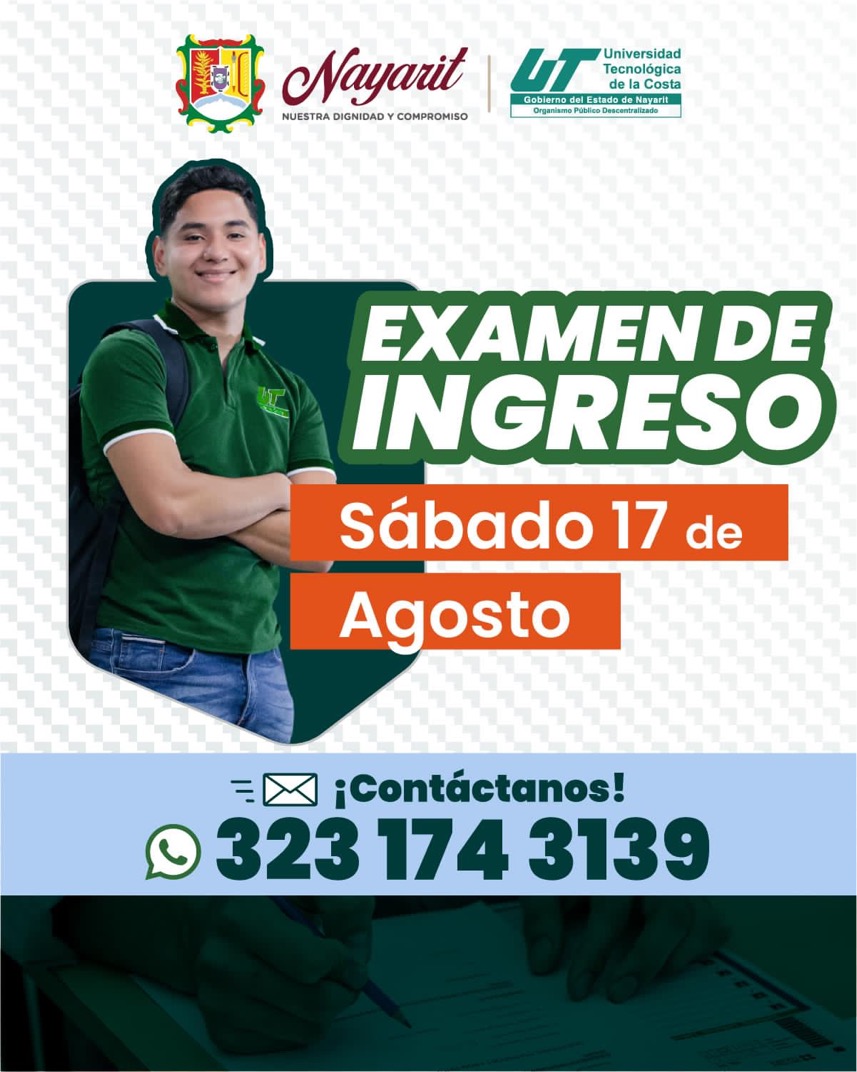 Nayarit
NUESTRA DIGNIDAD Y COMPROMISO
UT
Universidad
Tecnológica
de la Costa
Gobierno del Estado de Nayarit
Organismo Público Descentralizado
UT
EXAMEN DE
INGRESO
Sábado 17 de
Agosto
¡Contáctanos!
323 174 3139